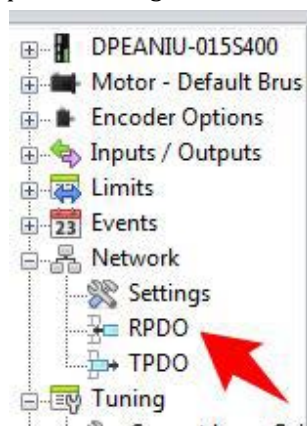 DPEANIU-015S400
Motor - Default Brus
Encoder Options
Inputs / Outputs
Limits
23 Events
Network
Settings
RPDO
TPDO
Tuning